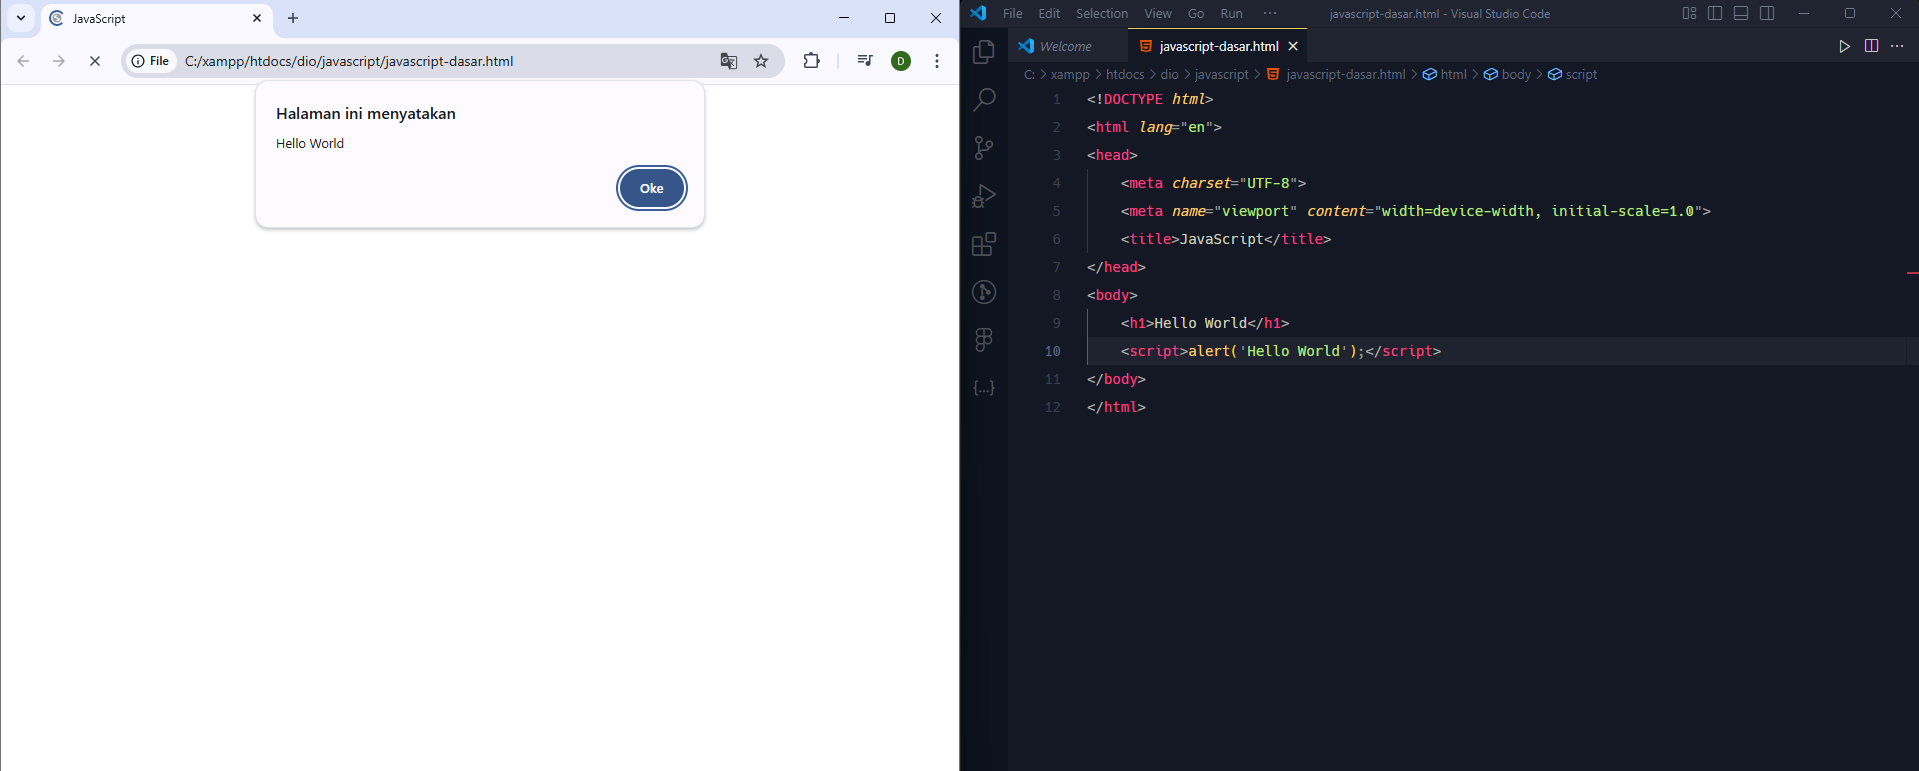 JavaScript
File C:/xampp/htdocs/dio/javascript/javascript-dasar.html
D
Halaman ini menyatakan
Hello World
Oke
File Edit Selection View Go Run ··· javascript-dasar.html - Visual Studio Code
Welcome javascript-dasar.html
C: > xampp > htdocs > dio > javascript > javascript-dasar.html > html > body > script
1 <!DOCTYPE html>
2 <html lang="en">
3 <head>
4 <meta charset="UTF-8">
5 <meta name="viewport" content="width=device-width, initial-scale=1.0">
6 <title>JavaScript</title>
7 </head>
8 <body>
9 <h1>Hello World</h1>
10 <script>alert('Hello World');</script>
11 </body>
12 </html>